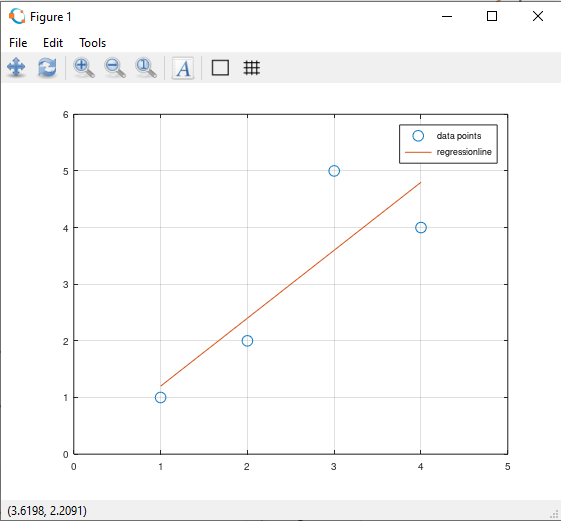 Figure 1
File Edit Tools
A
6
data points
regressionline
5
4
3
2
1
0
0 1 2 3 4 5
(3.6198, 2.2091)